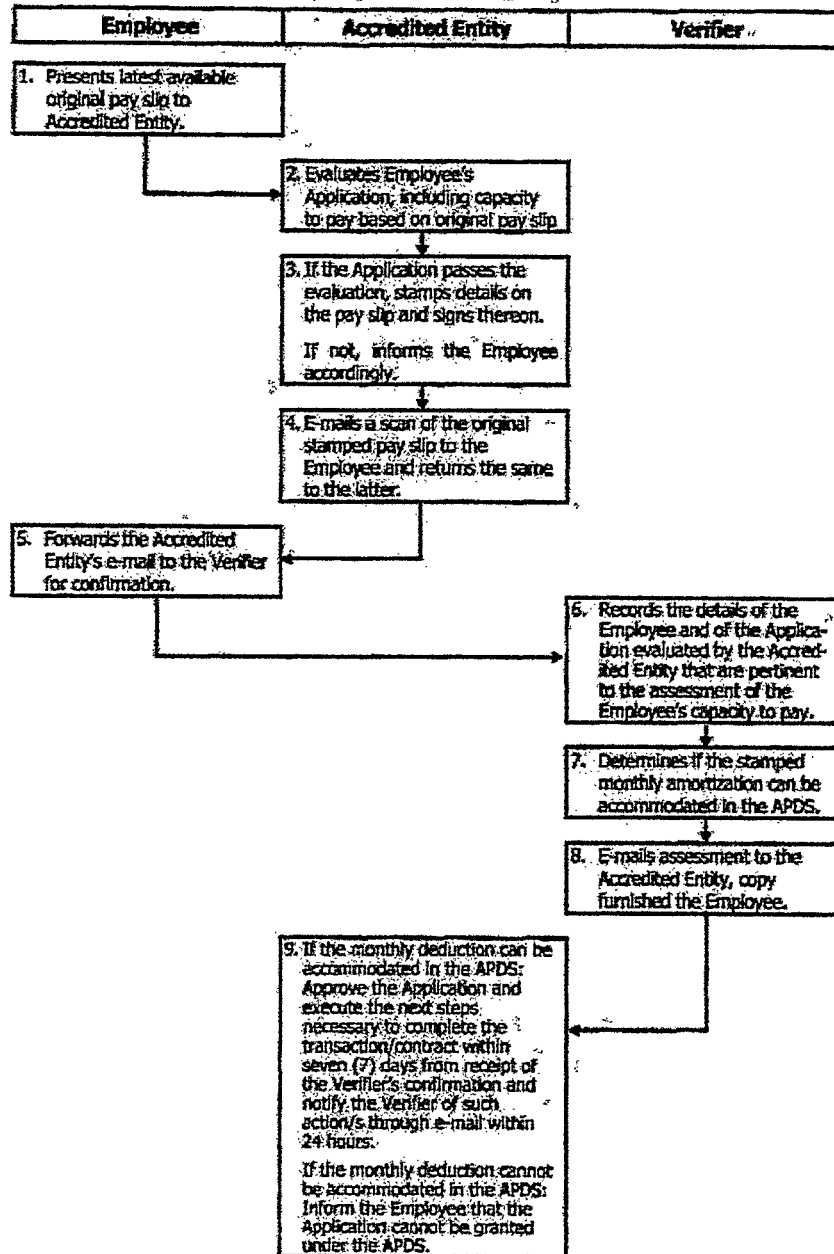 Employee
Accredited Entity
Verifier
1. Presents latest available
original pay slip to
Accredited Entity.
2. Evaluates Employee's
Application, including capacity
to pay based on original pay slip
3. If the Application passes the
evaluation, stamps details on
the pay slip and signs thereon.
If not, informs the Employee
accordingly.
4. E-mails a scan of the original
stamped pay slip to the
Employee and returns the same
to the latter.
5. Forwards the Accredited
Entity's e-mail to the Verifier
for confirmation.
6. Records the details of the
Employee and of the Applica-
tion evaluated by the Accred-
ited Entity that are pertinent
to the assessment of the
Employee's capacity to pay.
7. Determines if the stamped
monthly amortization can be
accommodated in the APDS.
8. E-mails assessment to the
Accredited Entity, copy
furnished the Employee.
9. If the monthly deduction can be
accommodated in the APDS:
Approve the Application and
execute the next steps
necessary to complete the
transaction/contract within
seven (7) days from receipt of
the Verifier's confirmation and
notify the Verifier of such
action/s through e-mail within
24 hours.
If the monthly deduction cannot
be accommodated in the APDS:
Inform the Employee that the
Application cannot be granted
under the APDS.